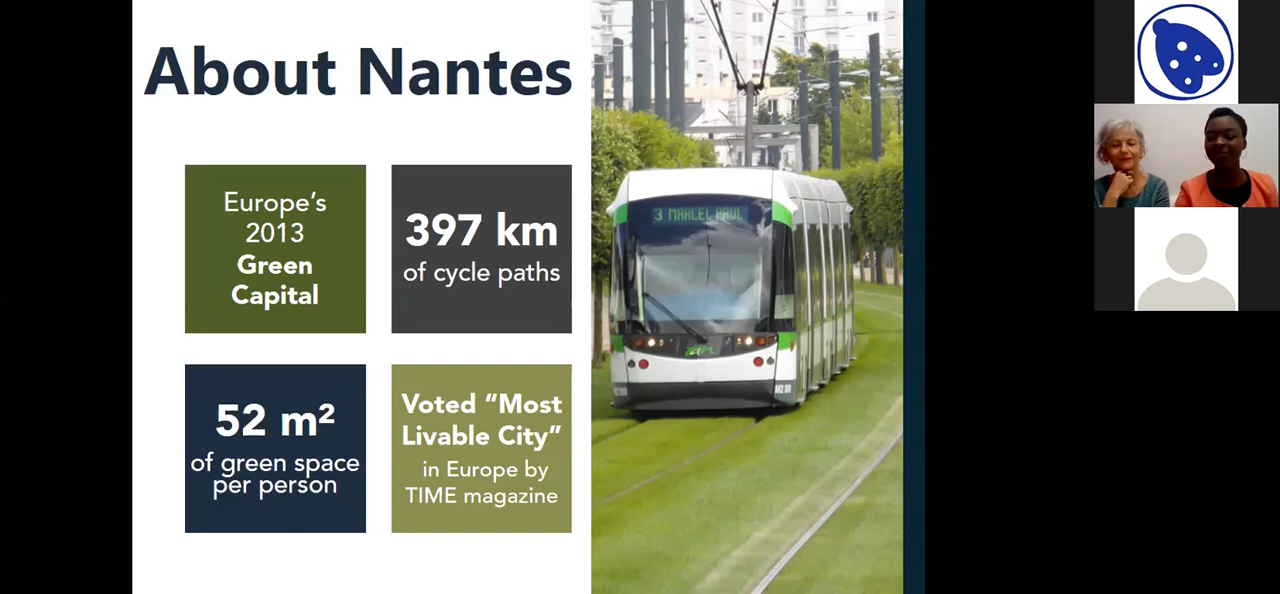 About Nantes
Europe’s
2013
Green
Capital
397 km
of cycle paths
52 m²
of green space
per person
Voted “Most
Livable City”
in Europe by
TIME magazine
3 MARCEL PAUL